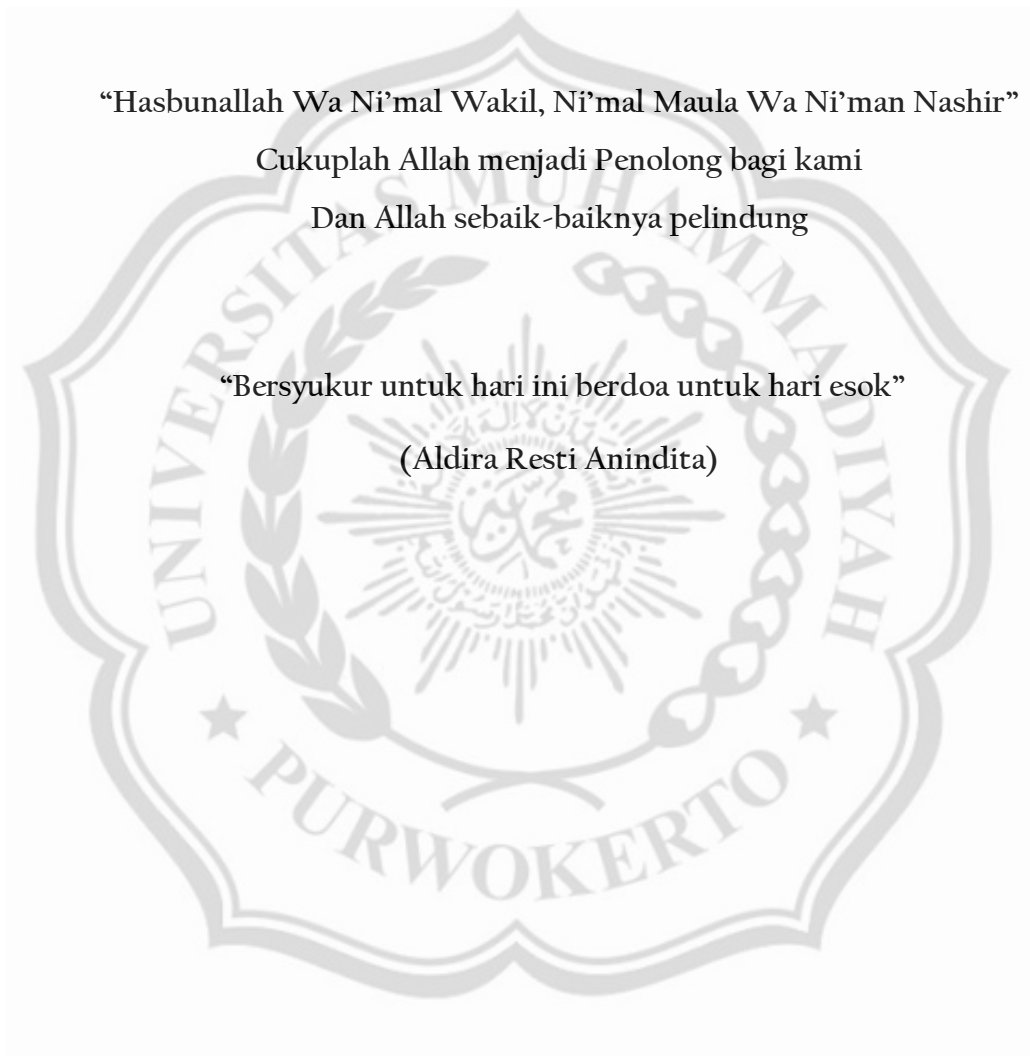 “Hasbunallah Wa Ni’mal Wakil, Ni’mal Maula Wa Ni’man Nashir”
Cukuplah Allah menjadi Penolong bagi kami
Dan Allah sebaik-baiknya pelindung
“Bersyukur untuk hari ini berdoa untuk hari esok”
(Aldira Resti Anindita)
UNIVERSITAS MUHAMMADIYAH
PURWOKERTO